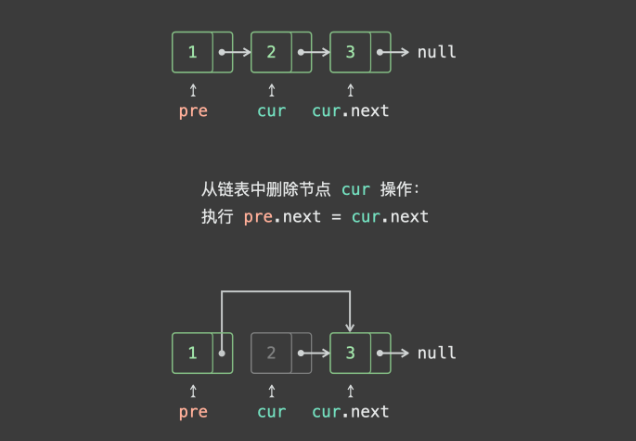 1 2 3 null
pre cur cur.next
从链表中删除节点 cur 操作：
执行 pre.next = cur.next
1 2 3 null
pre cur cur.next